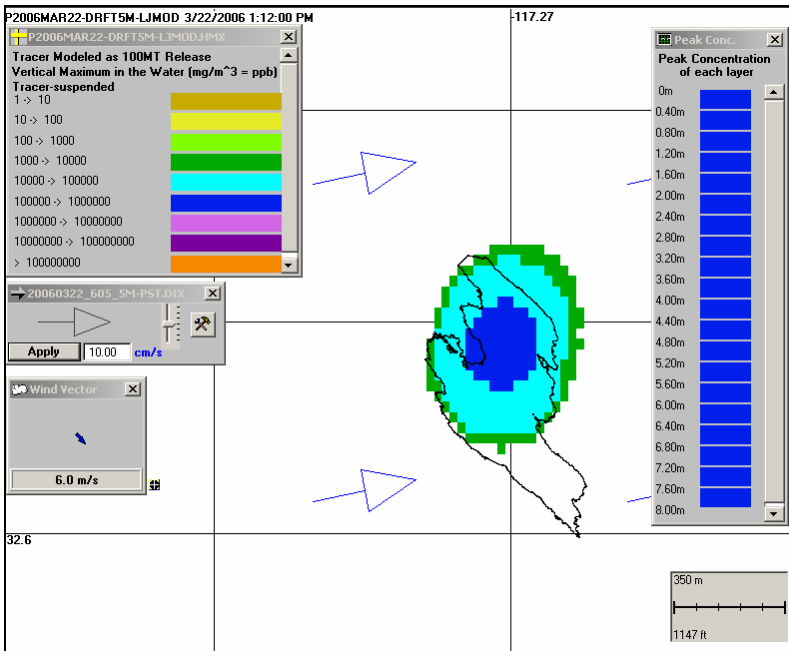 P2006MAR22-DRFT5M-LJMOD 3/22/2006 1:12:00 PM
-117.27
P2006MAR22-DRFT5M-LJMOD.HMX
Tracer Modeled as 100MT Release
Vertical Maximum in the Water (mg/m^3 = ppb)
Tracer-suspended
1 -> 10
10 -> 100
100 -> 1000
1000 -> 10000
10000 -> 100000
100000 -> 1000000
1000000 -> 10000000
10000000 -> 100000000
> 100000000
20060322_60S_5M-PST.DIX
Apply 10.00 cm/s
Wind Vector
6.0 m/s
32.6
Peak Conc.
Peak Concentration
of each layer
0m
0.40m
0.80m
1.20m
1.60m
2.00m
2.40m
2.80m
3.20m
3.60m
4.00m
4.40m
4.80m
5.20m
5.60m
6.00m
6.40m
6.80m
7.20m
7.60m
8.00m
350 m
1147 ft